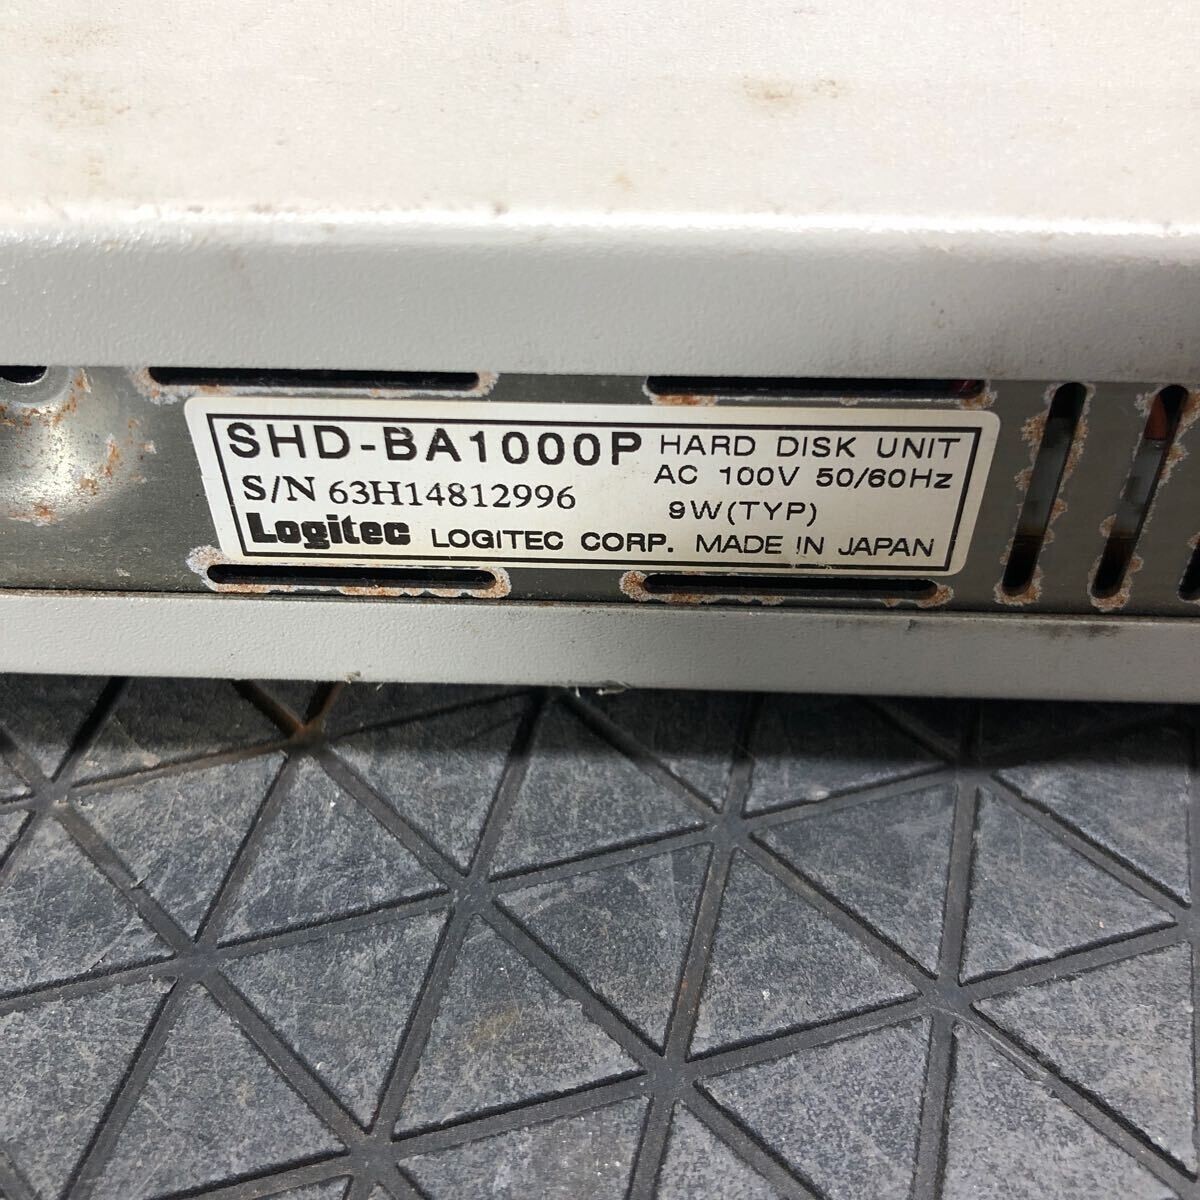 SHD-BA1000P HARD DISK UNIT
S/N 63H14812996 AC 100V 50/60Hz
9W(TYP)
Logitec LOGITEC CORP. MADE IN JAPAN